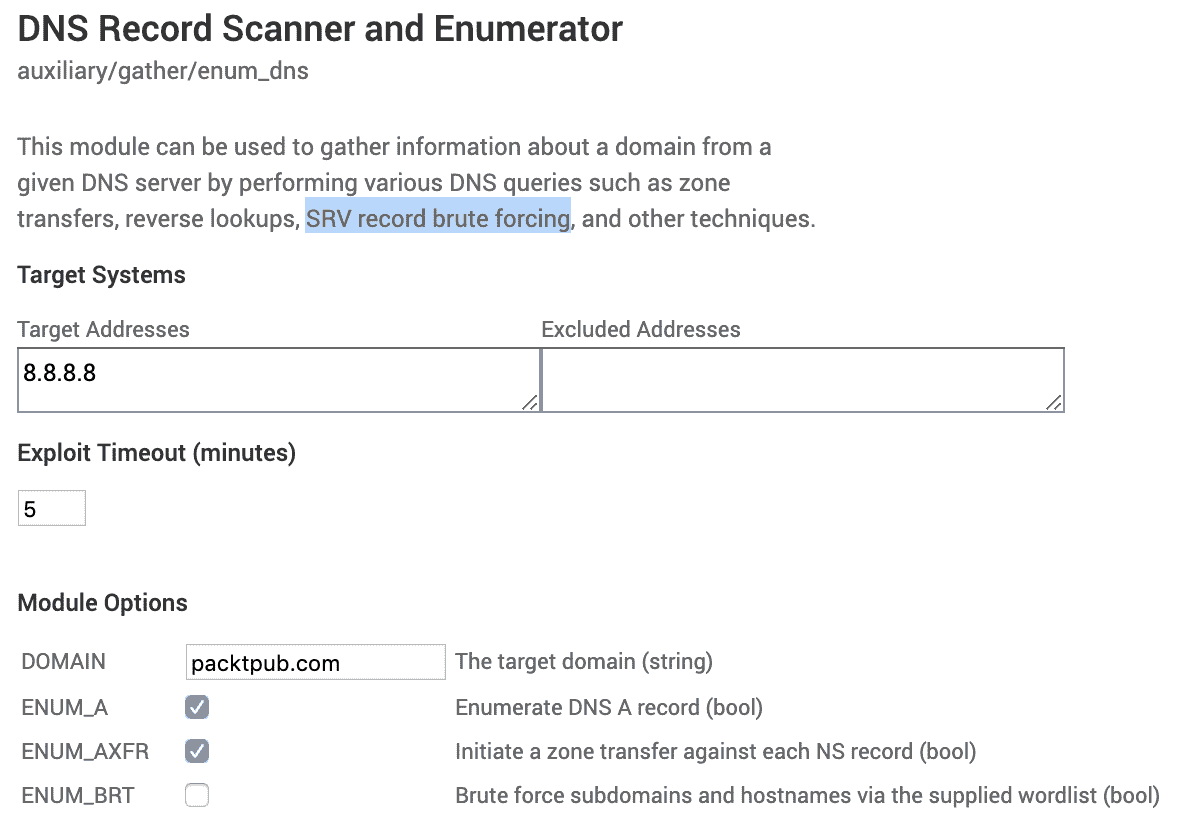 DNS Record Scanner and Enumerator
auxiliary/gather/enum_dns
This module can be used to gather information about a domain from a
given DNS server by performing various DNS queries such as zone
transfers, reverse lookups, SRV record brute forcing, and other techniques.
Target Systems
Target Addresses Excluded Addresses
8.8.8.8
Exploit Timeout (minutes)
5
Module Options
DOMAIN packtpub.com The target domain (string)
ENUM_A Enumerate DNS A record (bool)
ENUM_AXFR Initiate a zone transfer against each NS record (bool)
ENUM_BRT Brute force subdomains and hostnames via the supplied wordlist (bool)